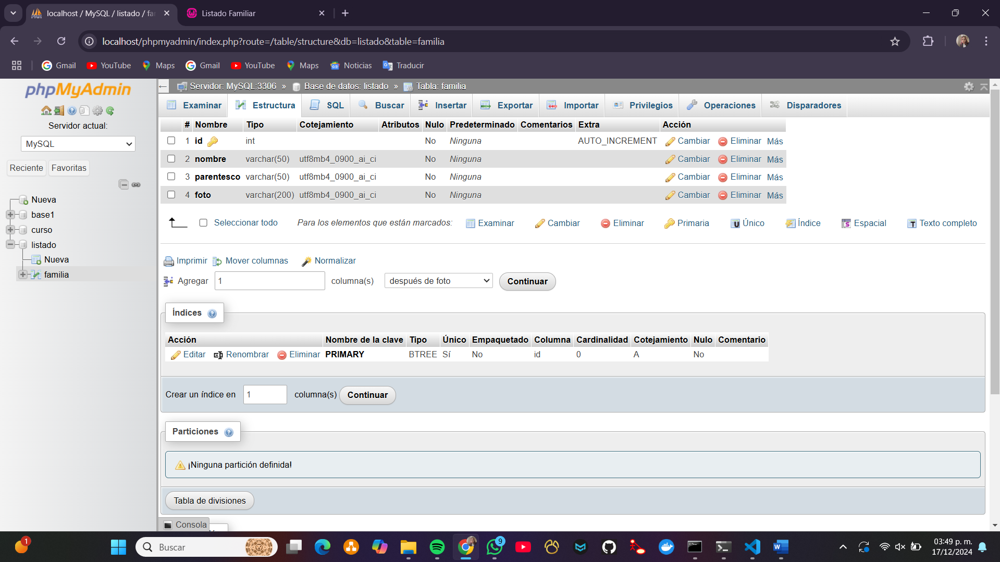 localhost / MySQL / listado / fa
Listado Familiar
localhost/phpmyadmin/index.php?route=/table/structure&db=listado&table=familia
Gmail
YouTube
Maps
Gmail
YouTube
Maps
Noticias
Traducir
phpMyAdmin
Servidor actual:
MySQL
Reciente
Favoritas
Nueva
base1
curso
listado
Nueva
familia
Servidor: MySQL:3306 » Base de datos: listado » Tabla: familia
Examinar Estructura SQL Buscar Insertar Exportar Importar Privilegios Operaciones Disparadores
# Nombre Tipo Cotejamiento Atributos Nulo Predeterminado Comentarios Extra Acción
1 id int No Ninguna AUTO_INCREMENT Cambiar Eliminar Más
2 nombre varchar(50) utf8mb4_0900_ai_ci No Ninguna Cambiar Eliminar Más
3 parentesco varchar(50) utf8mb4_0900_ai_ci No Ninguna Cambiar Eliminar Más
4 foto varchar(200) utf8mb4_0900_ai_ci No Ninguna Cambiar Eliminar Más
Seleccionar todo Para los elementos que están marcados: Examinar Cambiar Eliminar Primaria Único Índice Espacial Texto completo
Imprimir Mover columnas Normalizar
Agregar 1 columna(s) después de foto Continuar
Índices
Acción Nombre de la clave Tipo Único Empaquetado Columna Cardinalidad Cotejamiento Nulo Comentario
Editar Renombrar Eliminar PRIMARY BTREE Sí No id 0 A No
Crear un índice en 1 columna(s) Continuar
Particiones
¡Ninguna partición definida!
Tabla de divisiones
Consola
1
Buscar
9
03:49 p. m.
17/12/2024